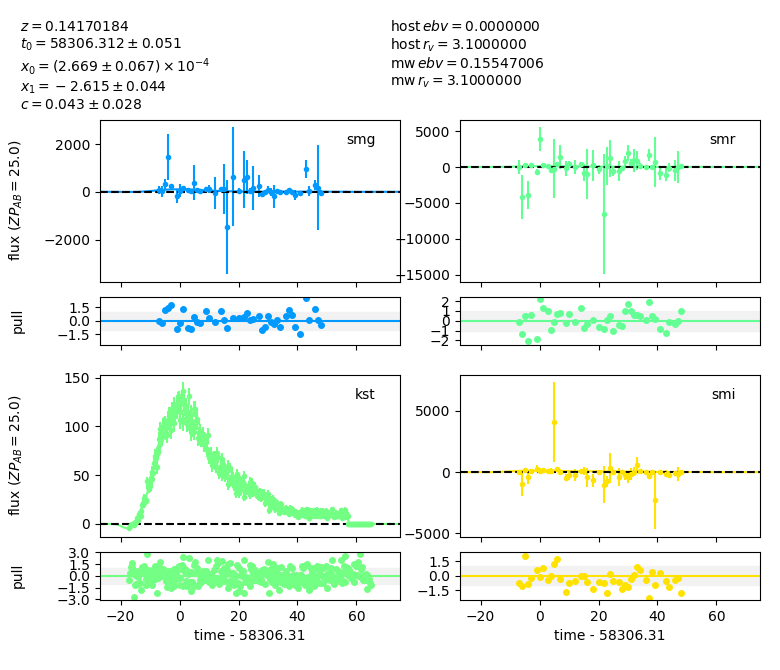 z = 0.14170184
t₀ = 58306.312 ± 0.051
x₀ = (2.669 ± 0.067) × 10⁻⁴
x₁ = −2.615 ± 0.044
c = 0.043 ± 0.028
host ebv = 0.0000000
host r_v = 3.1000000
mw ebv = 0.15547006
mw r_v = 3.1000000
smg
flux (ZP_AB = 25.0)
2000
0
−2000
smr
5000
0
−5000
−10000
−15000
pull
1.5
0.0
−1.5
2
1
0
−1
−2
kst
flux (ZP_AB = 25.0)
150
100
50
0
smi
5000
0
−5000
pull
3.0
1.5
0.0
−1.5
−3.0
−20 0 20 40 60
time - 58306.31
1.5
0.0
−1.5
−20 0 20 40 60
time - 58306.31